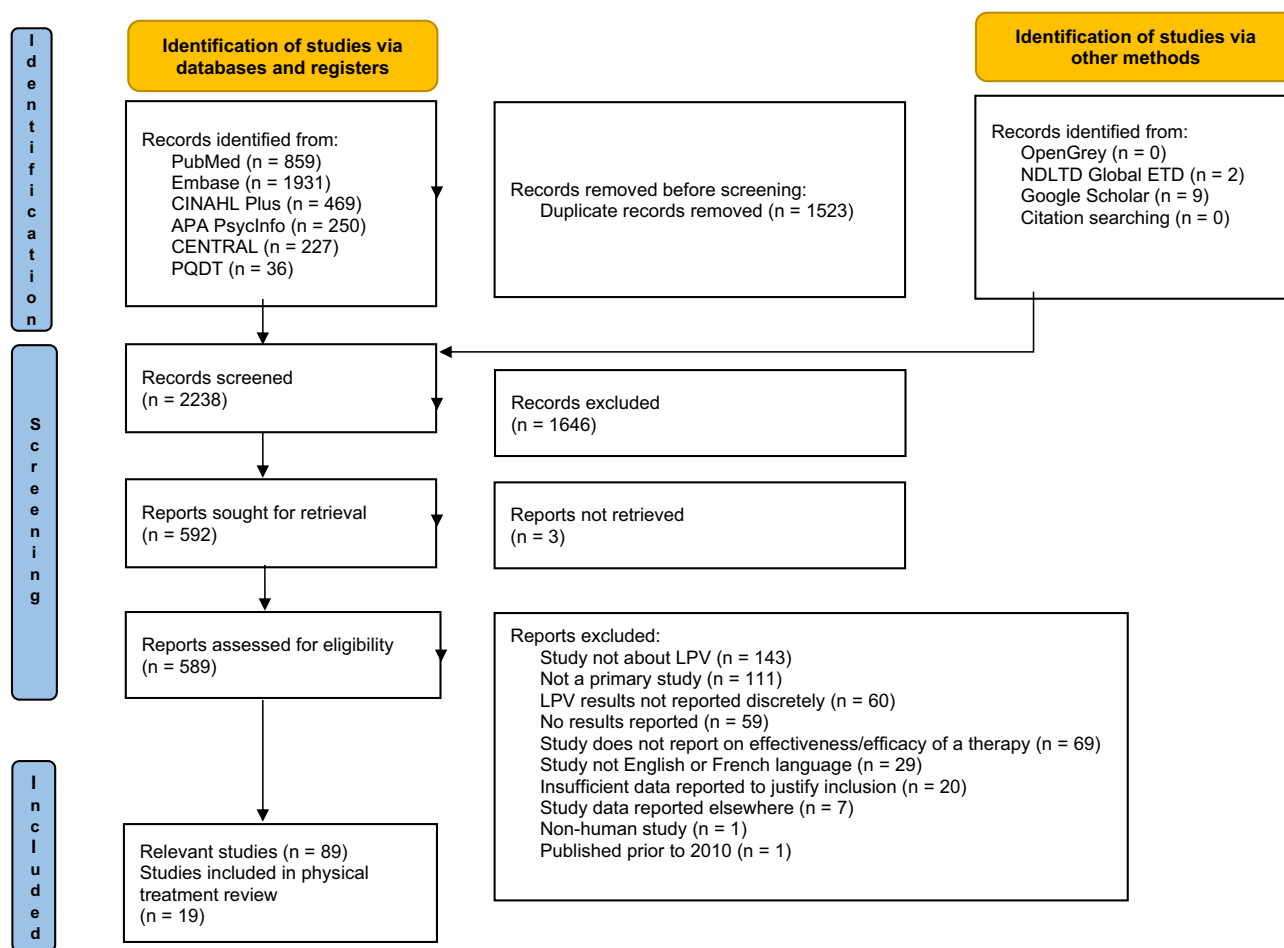 Identification
Identification of studies via
databases and registers
Identification of studies via
other methods
Records identified from:
PubMed (n = 859)
Embase (n = 1931)
CINAHL Plus (n = 469)
APA PsycInfo (n = 250)
CENTRAL (n = 227)
PQDT (n = 36)
Records removed before screening:
Duplicate records removed (n = 1523)
Records identified from:
OpenGrey (n = 0)
NDLTD Global ETD (n = 2)
Google Scholar (n = 9)
Citation searching (n = 0)
Screening
Records screened
(n = 2238)
Records excluded
(n = 1646)
Reports sought for retrieval
(n = 592)
Reports not retrieved
(n = 3)
Reports assessed for eligibility
(n = 589)
Reports excluded:
Study not about LPV (n = 143)
Not a primary study (n = 111)
LPV results not reported discretely (n = 60)
No results reported (n = 59)
Study does not report on effectiveness/efficacy of a therapy (n = 69)
Study not English or French language (n = 29)
Insufficient data reported to justify inclusion (n = 20)
Study data reported elsewhere (n = 7)
Non-human study (n = 1)
Published prior to 2010 (n = 1)
Included
Relevant studies (n = 89)
Studies included in physical
treatment review
(n = 19)